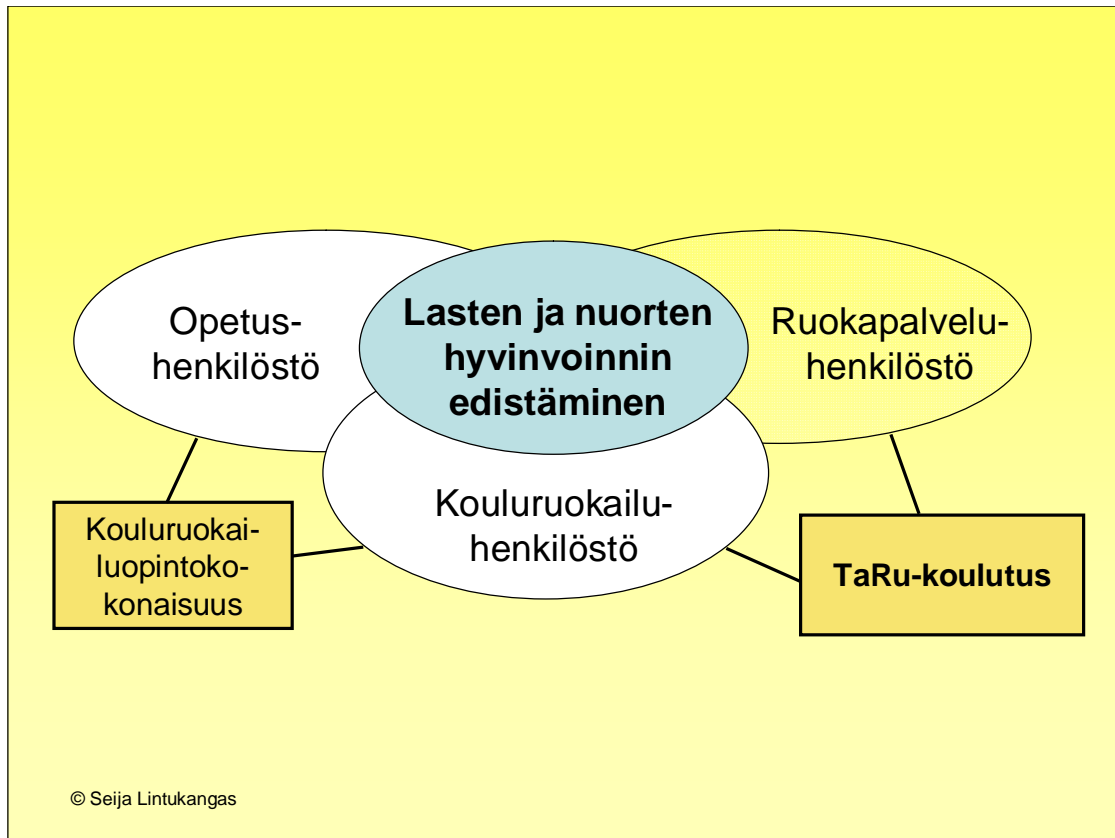 Opetus-
henkilöstö
Lasten ja nuorten
hyvinvoinnin
edistäminen
Ruokapalvelu-
henkilöstö
Kouluruokailu-
henkilöstö
Kouluruokai-
luopintoko-
konaisuus
TaRu-koulutus
© Seija Lintukangas